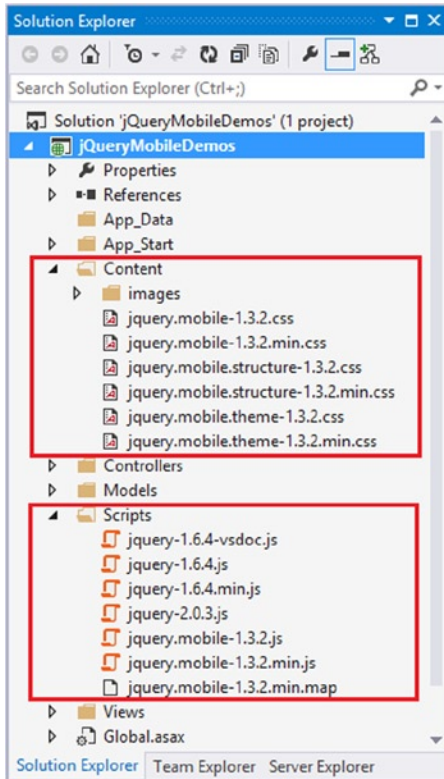 Solution Explorer
Search Solution Explorer (Ctrl+;)
Solution 'jQueryMobileDemos' (1 project)
jQueryMobileDemos
Properties
References
App_Data
App_Start
Content
images
jquery.mobile-1.3.2.css
jquery.mobile-1.3.2.min.css
jquery.mobile.structure-1.3.2.css
jquery.mobile.structure-1.3.2.min.css
jquery.mobile.theme-1.3.2.css
jquery.mobile.theme-1.3.2.min.css
Controllers
Models
Scripts
jquery-1.6.4-vsdoc.js
jquery-1.6.4.js
jquery-1.6.4.min.js
jquery-2.0.3.js
jquery.mobile-1.3.2.js
jquery.mobile-1.3.2.min.js
jquery.mobile-1.3.2.min.map
Views
Global.asax
Solution Explorer Team Explorer Server Explorer